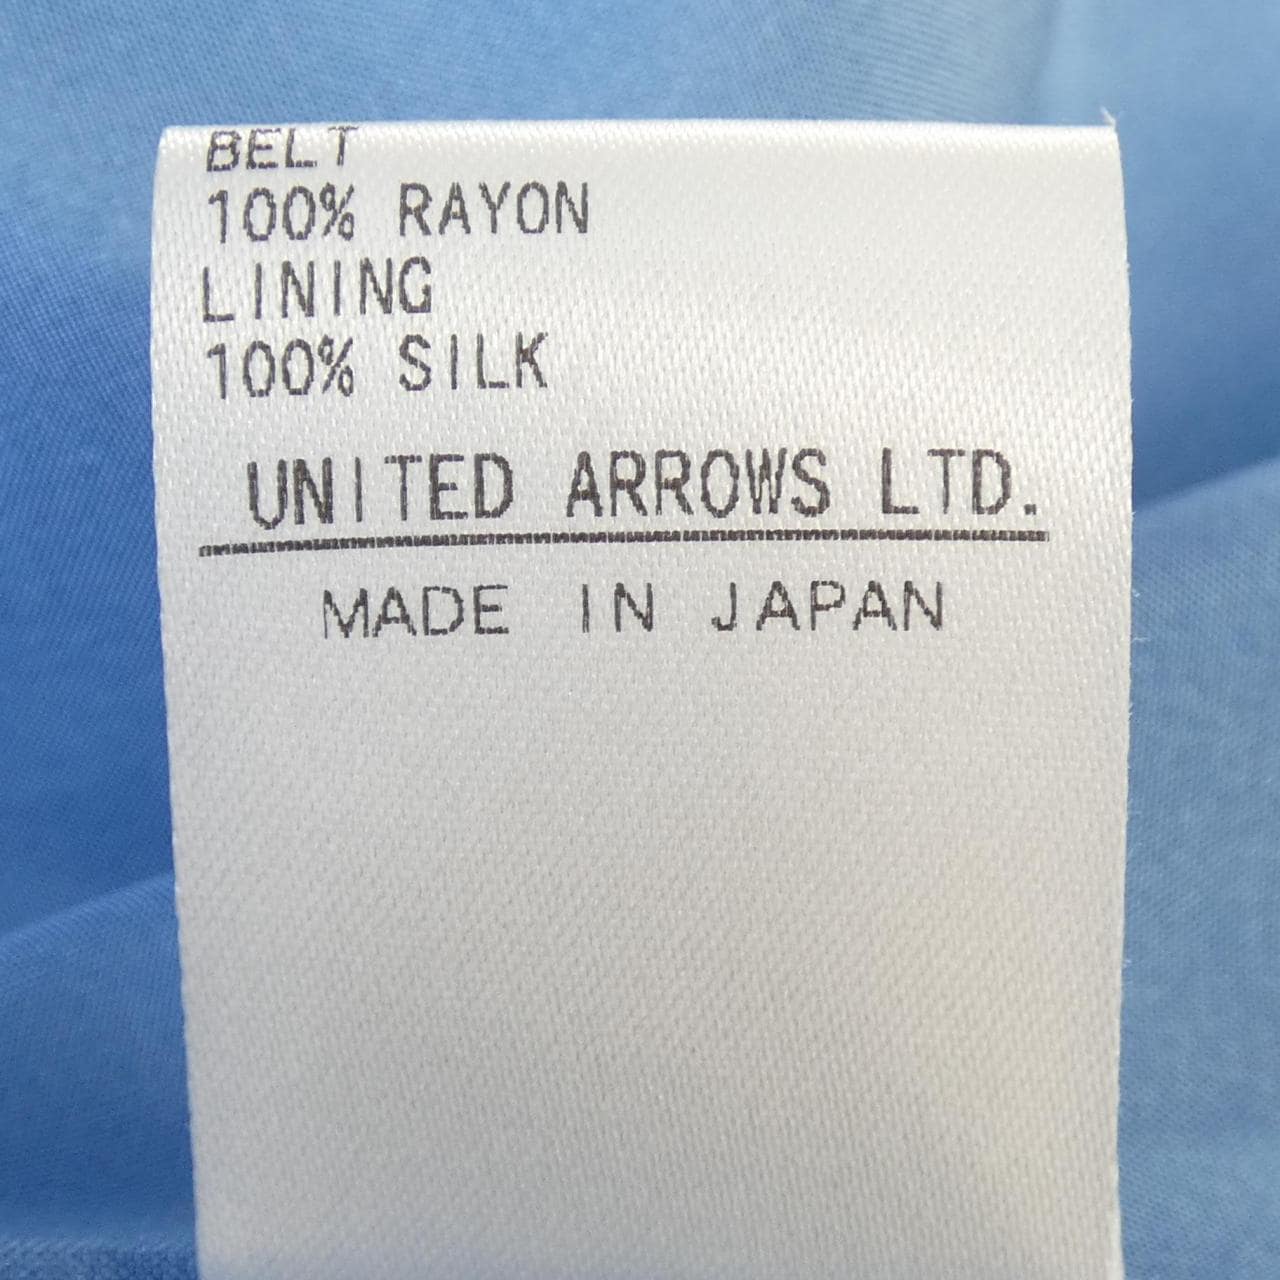 BELT
100% RAYON
LINING
100% SILK
UNITED ARROWS LTD.
MADE IN JAPAN